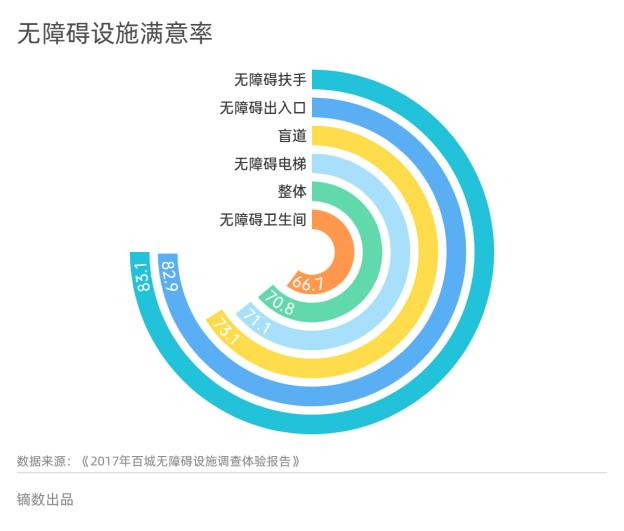 无障碍设施满意率
无障碍扶手
无障碍出入口
盲道
无障碍电梯
整体
无障碍卫生间
83.1
82.9
73.1
71.1
70.8
66.7
数据来源：《2017年百城无障碍设施调查体验报告》
镝数出品